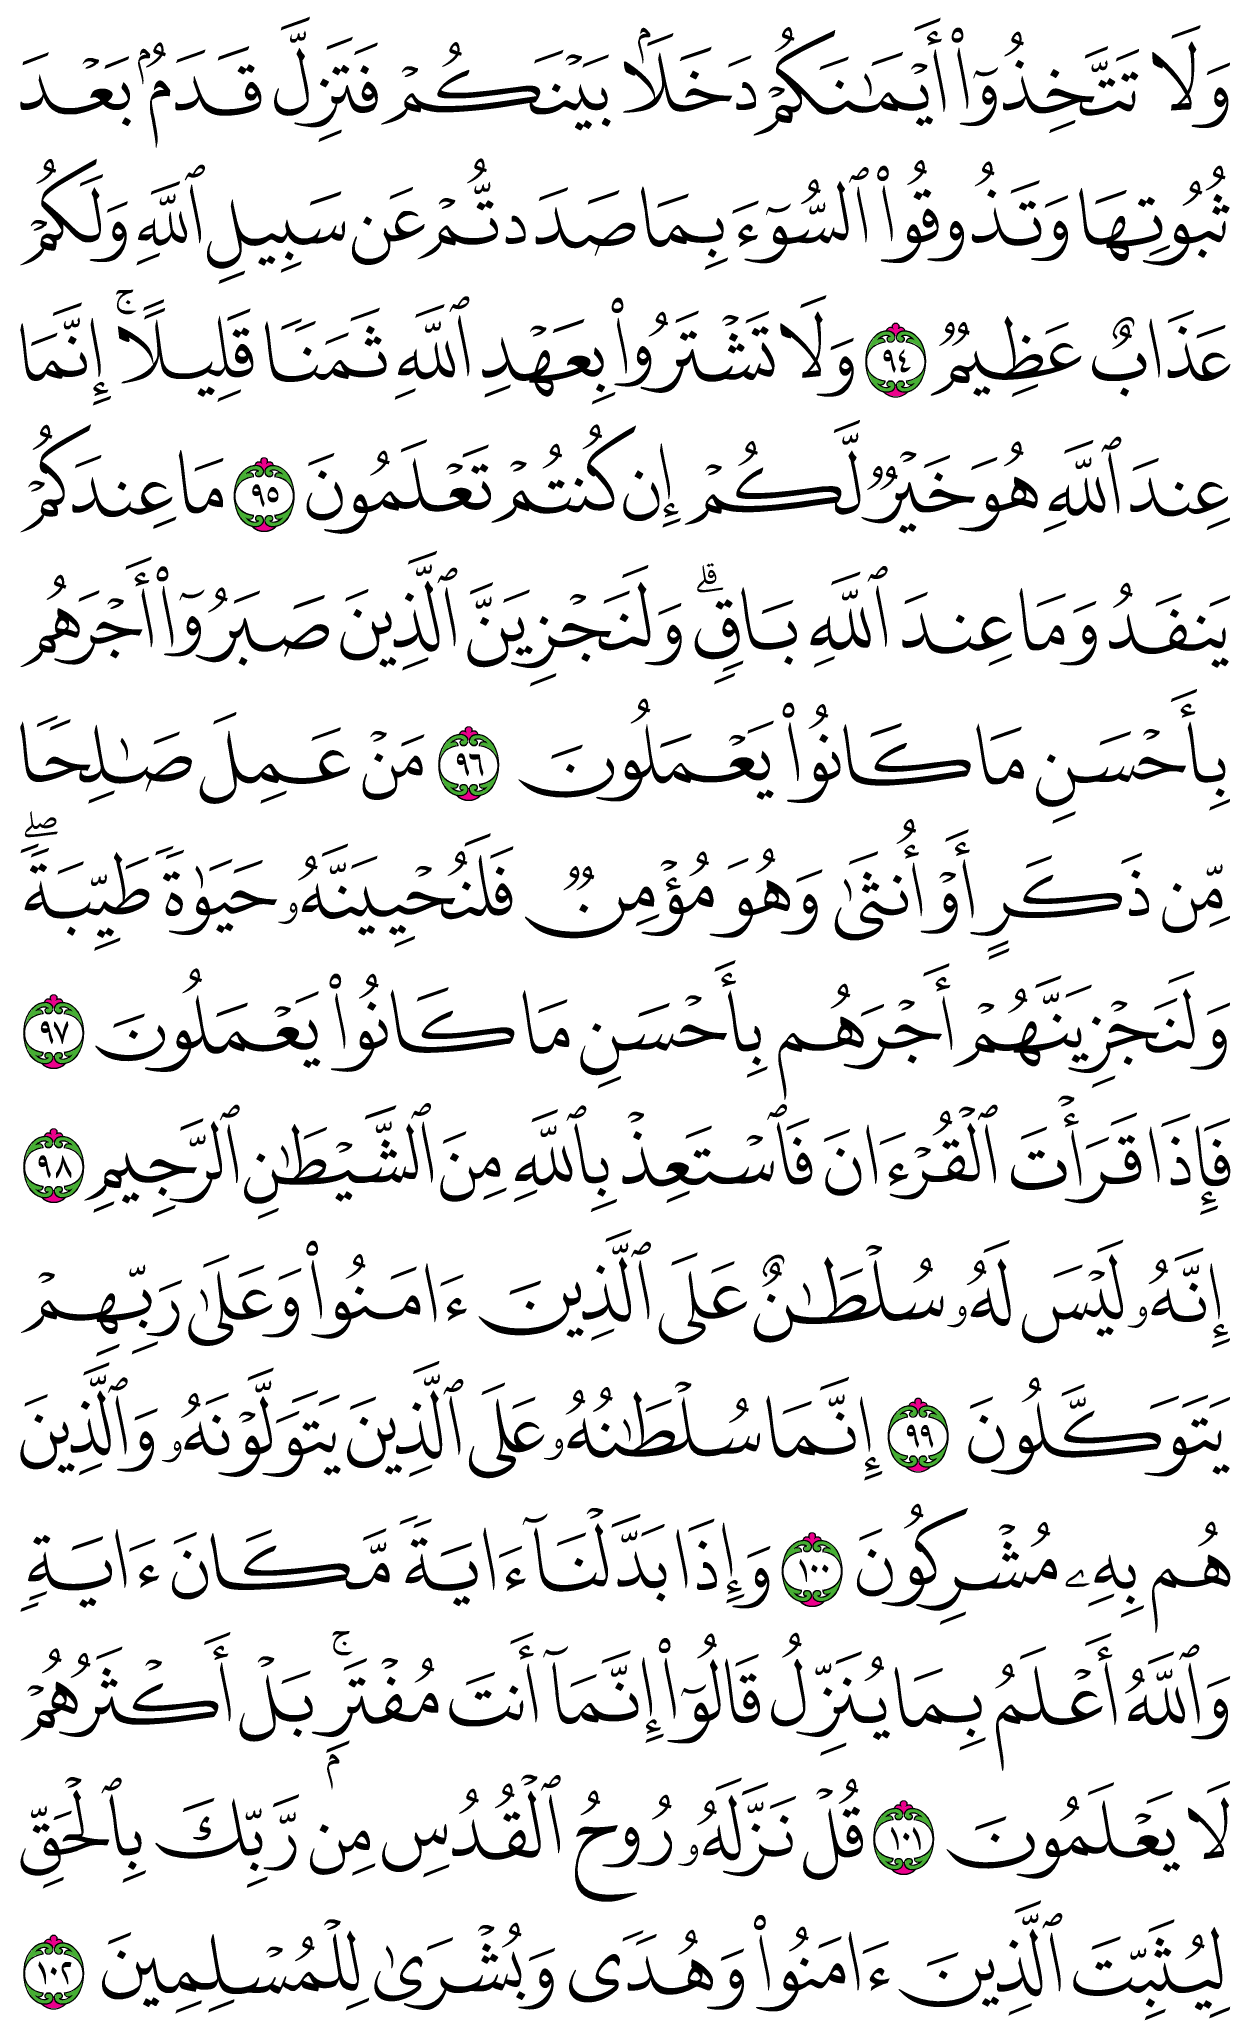 وَلَا تَتَّخِذُوٓا۟ أَيْمَـٰنَكُمْ دَخَلَۢا بَيْنَكُمْ فَتَزِلَّ قَدَمٌۢ بَعْدَ
ثُبُوتِهَا وَتَذُوقُوا۟ ٱلسُّوٓءَ بِمَا صَدَدتُّمْ عَن سَبِيلِ ٱللَّهِ وَلَكُمْ
عَذَابٌ عَظِيمٌ ٩٤ وَلَا تَشْتَرُوا۟ بِعَهْدِ ٱللَّهِ ثَمَنًا قَلِيلًا ۚ إِنَّمَا
عِندَ ٱللَّهِ هُوَ خَيْرٌ لَّكُمْ إِن كُنتُمْ تَعْلَمُونَ ٩٥ مَا عِندَكُمْ
يَنفَدُ وَمَا عِندَ ٱللَّهِ بَاقٍ ۗ وَلَنَجْزِيَنَّ ٱلَّذِينَ صَبَرُوٓا۟ أَجْرَهُم
بِأَحْسَنِ مَا كَانُوا۟ يَعْمَلُونَ ٩٦ مَنْ عَمِلَ صَـٰلِحًا
مِّن ذَكَرٍ أَوْ أُنثَىٰ وَهُوَ مُؤْمِنٌ فَلَنُحْيِيَنَّهُۥ حَيَوٰةً طَيِّبَةً ۖ
وَلَنَجْزِيَنَّهُمْ أَجْرَهُم بِأَحْسَنِ مَا كَانُوا۟ يَعْمَلُونَ ٩٧
فَإِذَا قَرَأْتَ ٱلْقُرْءَانَ فَٱسْتَعِذْ بِٱللَّهِ مِنَ ٱلشَّيْطَـٰنِ ٱلرَّجِيمِ ٩٨
إِنَّهُۥ لَيْسَ لَهُۥ سُلْطَـٰنٌ عَلَى ٱلَّذِينَ ءَامَنُوا۟ وَعَلَىٰ رَبِّهِمْ
يَتَوَكَّلُونَ ٩٩ إِنَّمَا سُلْطَـٰنُهُۥ عَلَى ٱلَّذِينَ يَتَوَلَّوْنَهُۥ وَٱلَّذِينَ
هُم بِهِۦ مُشْرِكُونَ ١٠٠ وَإِذَا بَدَّلْنَآ ءَايَةً مَّكَانَ ءَايَةٍ
وَٱللَّهُ أَعْلَمُ بِمَا يُنَزِّلُ قَالُوٓا۟ إِنَّمَآ أَنتَ مُفْتَرٍۭ ۚ بَلْ أَكْثَرُهُمْ
لَا يَعْلَمُونَ ١٠١ قُلْ نَزَّلَهُۥ رُوحُ ٱلْقُدُسِ مِن رَّبِّكَ بِٱلْحَقِّ
لِيُثَبِّتَ ٱلَّذِينَ ءَامَنُوا۟ وَهُدًى وَبُشْرَىٰ لِلْمُسْلِمِينَ ١٠٢